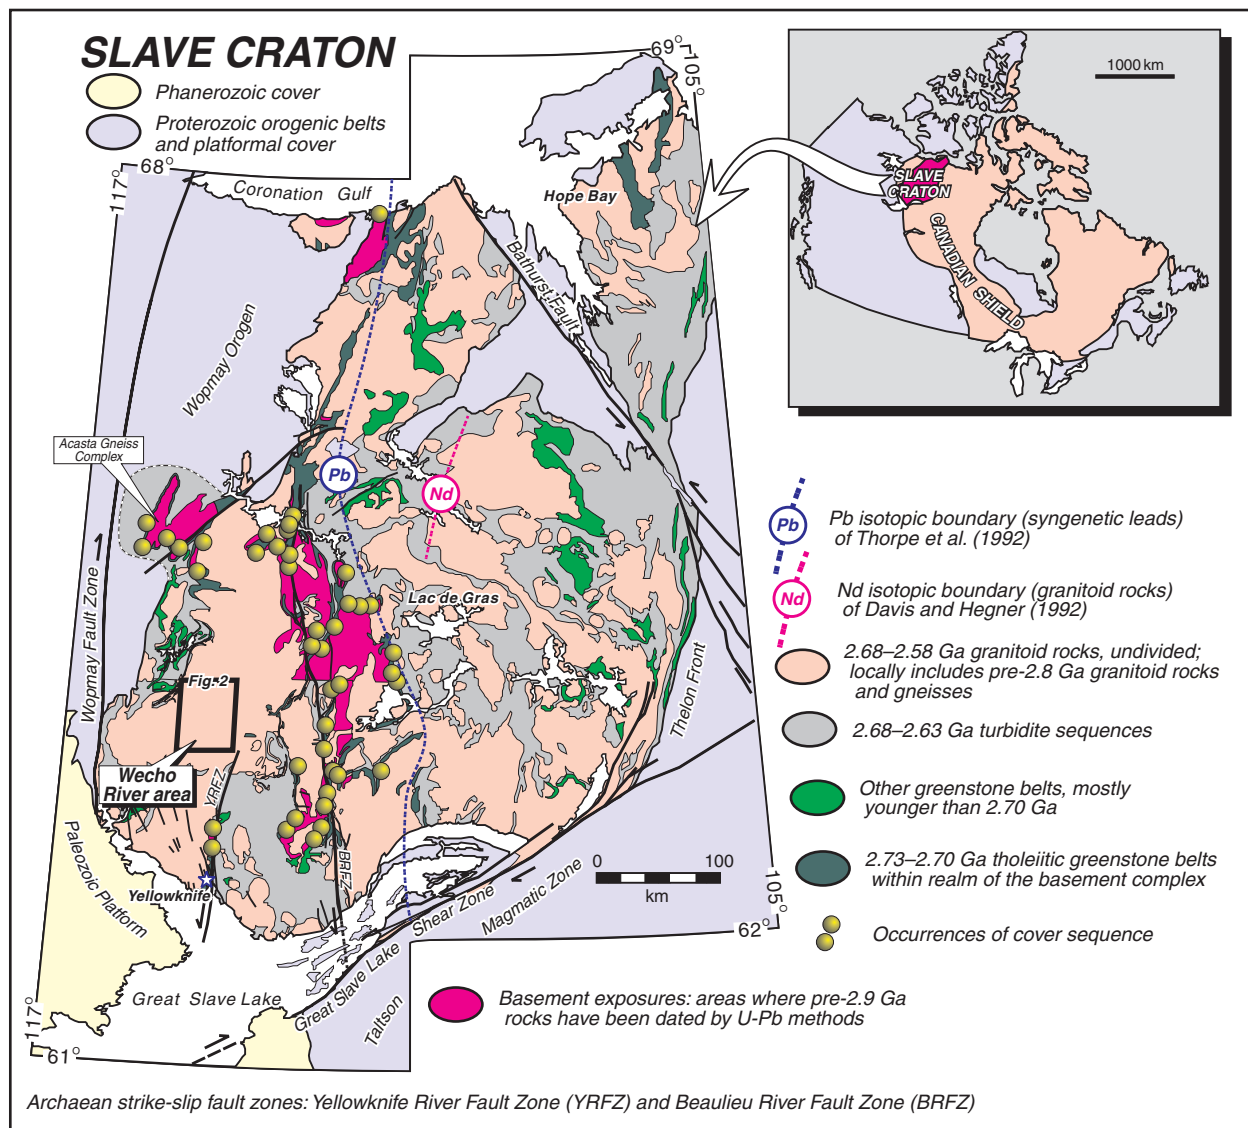 SLAVE CRATON
Phanerozoic cover
Proterozoic orogenic belts
and platformal cover
117°
68°
69°
105°
Coronation Gulf
Hope Bay
Bathurst Fault
Wopmay Orogen
Acasta Gneiss
Complex
Pb
Nd
Wopmay Fault Zone
Lac de Gras
Thelon Front
Fig. 2
Wecho
River area
YRFZ
BRFZ
Paleozoic Platform
Yellowknife
Great Slave Lake
Great Slave Lake Shear Zone
Taltson Magmatic Zone
0 100
km
105°
62°
117°
61°
1000 km
SLAVE
CRATON
CANADIAN SHIELD
Pb
Pb isotopic boundary (syngenetic leads)
of Thorpe et al. (1992)
Nd
Nd isotopic boundary (granitoid rocks)
of Davis and Hegner (1992)
2.68–2.58 Ga granitoid rocks, undivided;
locally includes pre-2.8 Ga granitoid rocks
and gneisses
2.68–2.63 Ga turbidite sequences
Other greenstone belts, mostly
younger than 2.70 Ga
2.73–2.70 Ga tholeiitic greenstone belts
within realm of the basement complex
Occurrences of cover sequence
Basement exposures: areas where pre-2.9 Ga
rocks have been dated by U-Pb methods
Archaean strike-slip fault zones: Yellowknife River Fault Zone (YRFZ) and Beaulieu River Fault Zone (BRFZ)